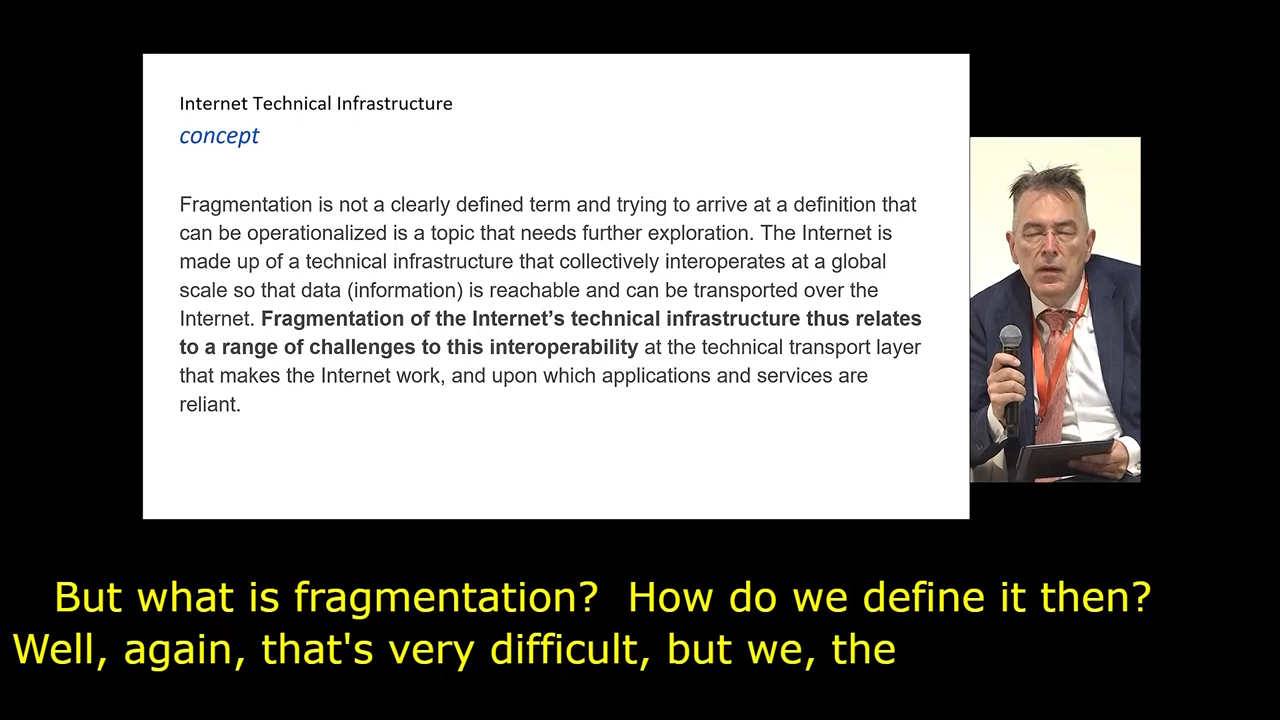 Internet Technical Infrastructure
concept
Fragmentation is not a clearly defined term and trying to arrive at a definition that
can be operationalized is a topic that needs further exploration. The Internet is
made up of a technical infrastructure that collectively interoperates at a global
scale so that data (information) is reachable and can be transported over the
Internet. Fragmentation of the Internet’s technical infrastructure thus relates
to a range of challenges to this interoperability at the technical transport layer
that makes the Internet work, and upon which applications and services are
reliant.
But what is fragmentation?  How do we define it then?
Well, again, that's very difficult, but we, the